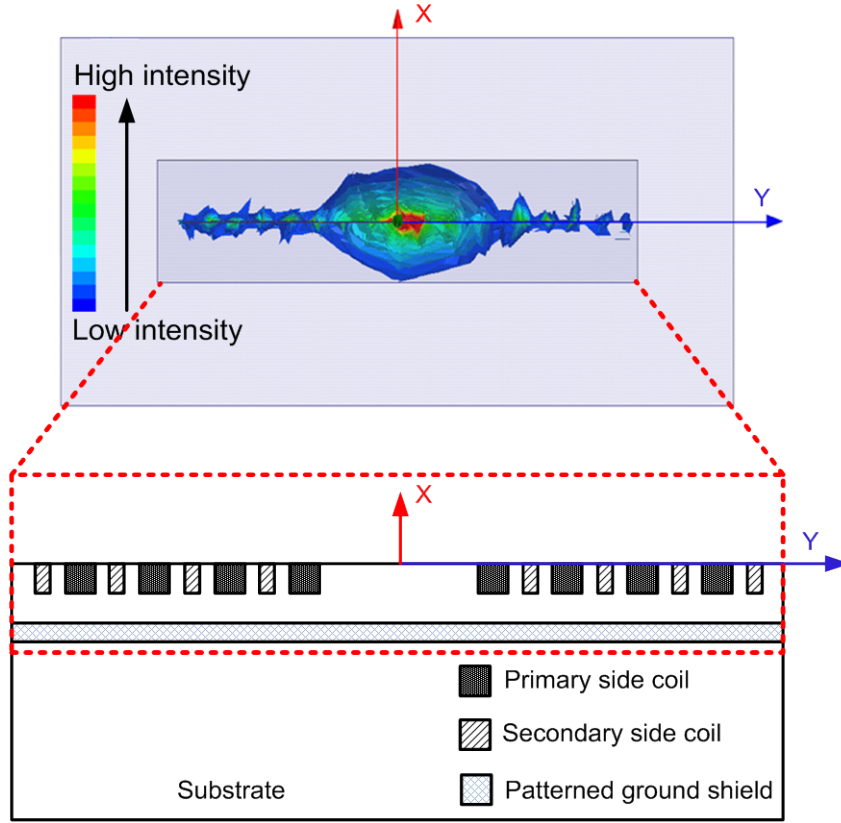 X
High intensity
Y
Low intensity
X
Y
Primary side coil
Secondary side coil
Substrate
Patterned ground shield